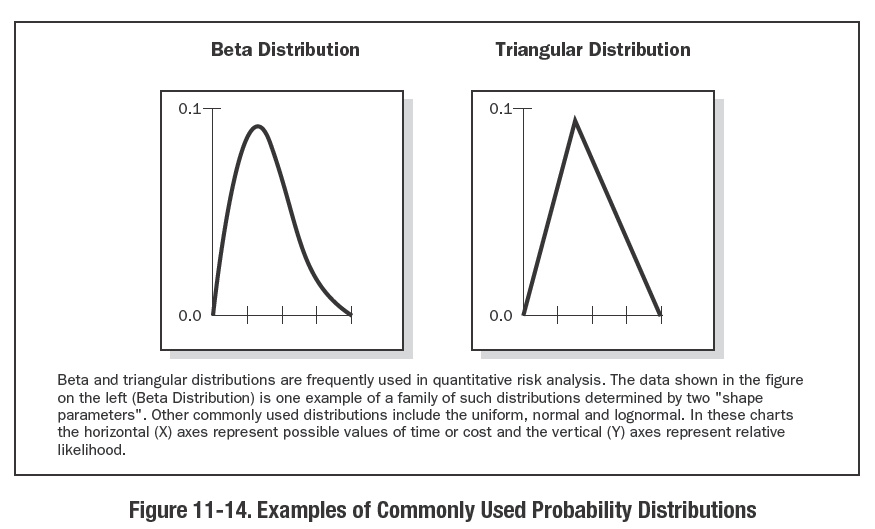 Beta Distribution
Triangular Distribution
0.1
0.0
0.1
0.0
Beta and triangular distributions are frequently used in quantitative risk analysis. The data shown in the figure
on the left (Beta Distribution) is one example of a family of such distributions determined by two "shape
parameters". Other commonly used distributions include the uniform, normal and lognormal. In these charts
the horizontal (X) axes represent possible values of time or cost and the vertical (Y) axes represent relative
likelihood.
Figure 11-14. Examples of Commonly Used Probability Distributions